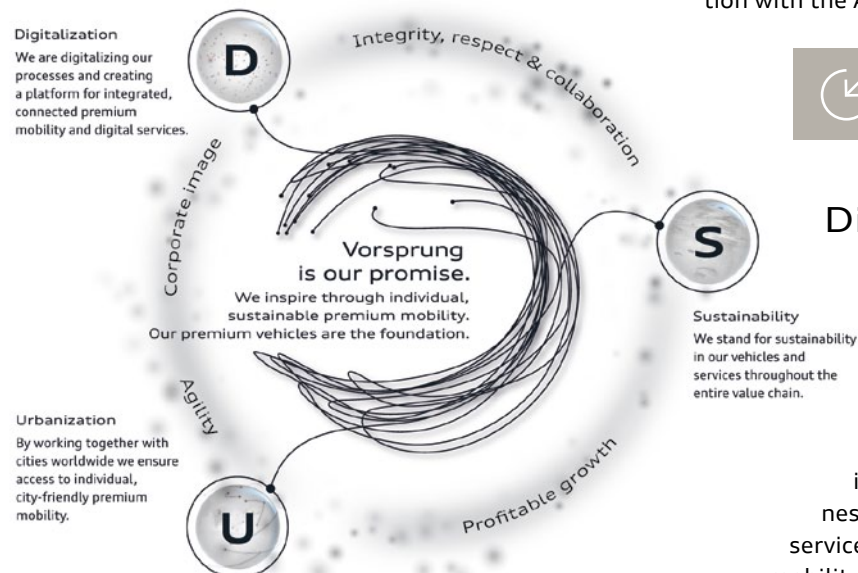 tion with the A
Digitalization
We are digitalizing our
processes and creating
a platform for integrated,
connected premium
mobility and digital services.
D
Integrity, respect & collaboration
Corporate image
S
Vorsprung
is our promise.
We inspire through individual,
sustainable premium mobility.
Our premium vehicles are the foundation.
Sustainability
We stand for sustainability
in our vehicles and
services throughout the
entire value chain.
Agility
Urbanization
By working together with
cities worldwide we ensure
access to individual,
city-friendly premium
mobility.
U
Profitable growth
Di
i
nes
service